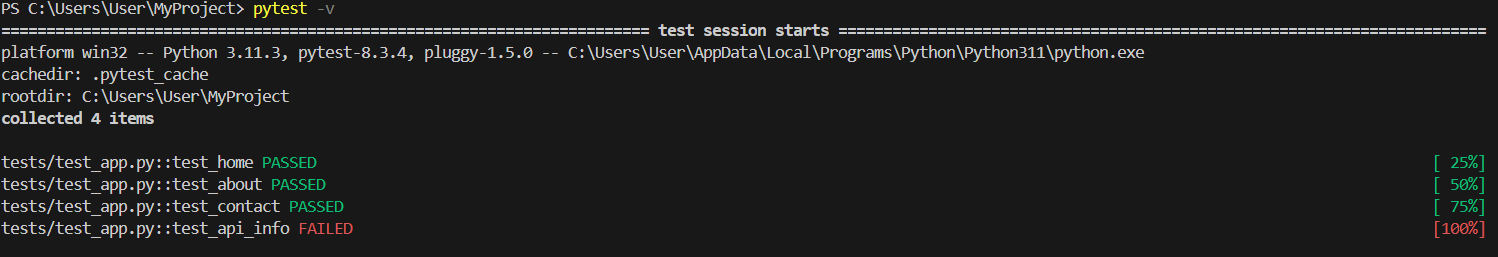 PS C:\Users\User\MyProject> pytest -v
========================================================================= test session starts =========================================================================
platform win32 -- Python 3.11.3, pytest-8.3.4, pluggy-1.5.0 -- C:\Users\User\AppData\Local\Programs\Python\Python311\python.exe
cachedir: .pytest_cache
rootdir: C:\Users\User\MyProject
collected 4 items
tests/test_app.py::test_home PASSED [ 25%]
tests/test_app.py::test_about PASSED [ 50%]
tests/test_app.py::test_contact PASSED [ 75%]
tests/test_app.py::test_api_info FAILED [100%]